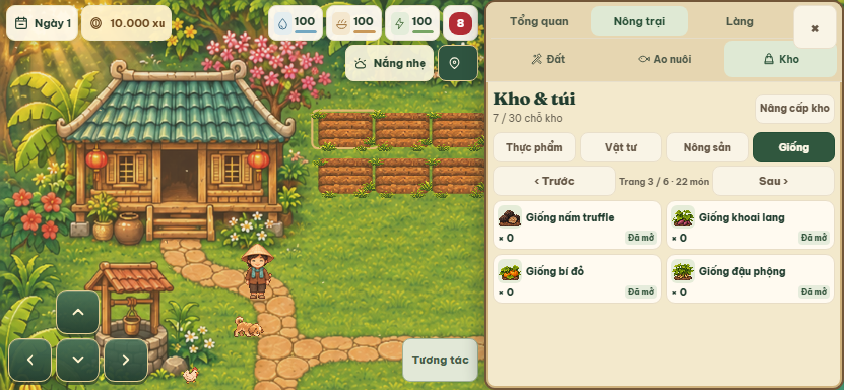 Ngày 1
10.000 xu
100
100
100
8
Nắng nhẹ
Tương tác
Tổng quan
Nông trại
Làng
×
Đất
Ao nuôi
Kho
Kho & túi
7 / 30 chỗ kho
Nâng cấp kho
Thực phẩm
Vật tư
Nông sản
Giống
‹ Trước
Trang 3 / 6 · 22 món
Sau ›
Giống nấm truffle
× 0
Đã mở
Giống khoai lang
× 0
Đã mở
Giống bí đỏ
× 0
Đã mở
Giống đậu phộng
× 0
Đã mở